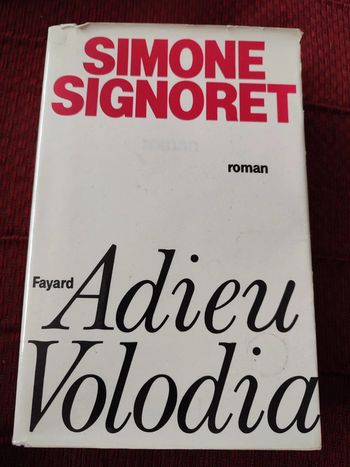 SIMONE
SIGNORET
roman
Fayard
Adieu
Volodia